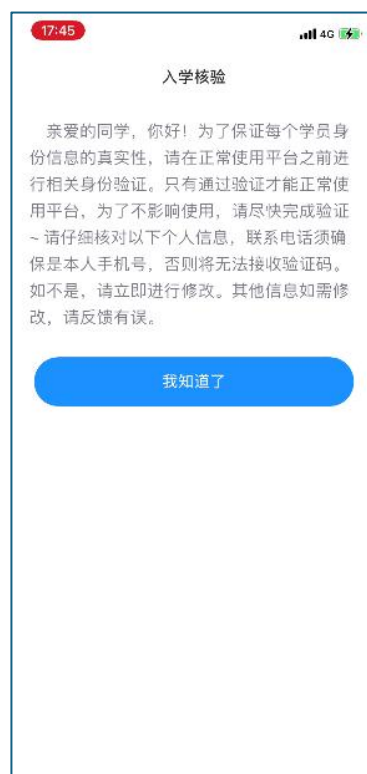 17:45
4G
入学核验
亲爱的同学，你好！为了保证每个学员身
份信息的真实性，请在正常使用平台之前进
行相关身份验证。只有通过验证才能正常使
用平台，为了不影响使用，请尽快完成验证
~ 请仔细核对以下个人信息，联系电话须确
保是本人手机号，否则将无法接收验证码。
如不是，请立即进行修改。其他信息如需修
改，请反馈有误。
我知道了